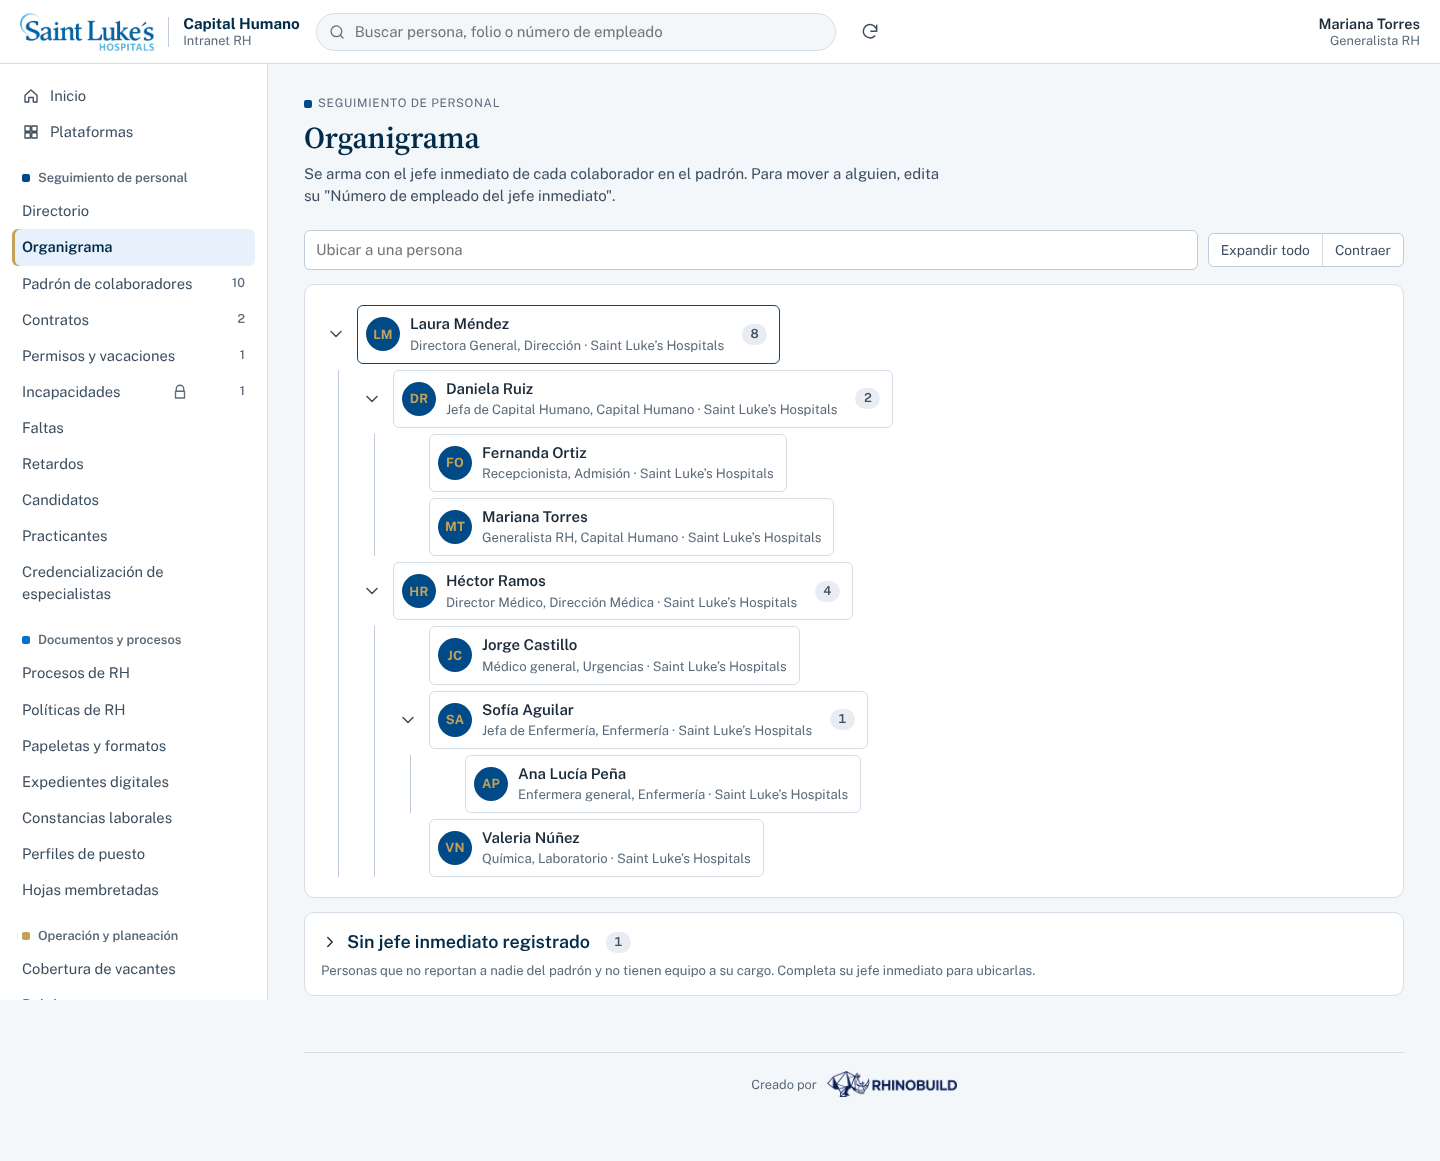 Saint Luke's
HOSPITALS
Capital Humano
Intranet RH
Buscar persona, folio o número de empleado
Mariana Torres
Generalista RH
Inicio
Plataformas
Seguimiento de personal
Directorio
Organigrama
Padrón de colaboradores 10
Contratos 2
Permisos y vacaciones 1
Incapacidades 1
Faltas
Retardos
Candidatos
Practicantes
Credencialización de
especialistas
Documentos y procesos
Procesos de RH
Políticas de RH
Papeletas y formatos
Expedientes digitales
Constancias laborales
Perfiles de puesto
Hojas membretadas
Operación y planeación
Cobertura de vacantes
SEGUIMIENTO DE PERSONAL
Organigrama
Se arma con el jefe inmediato de cada colaborador en el padrón. Para mover a alguien, edita
su "Número de empleado del jefe inmediato".
Ubicar a una persona
Expandir todo
Contraer
LM Laura Méndez
Directora General, Dirección · Saint Luke's Hospitals
8
DR Daniela Ruiz
Jefa de Capital Humano, Capital Humano · Saint Luke's Hospitals
2
FO Fernanda Ortiz
Recepcionista, Admisión · Saint Luke's Hospitals
MT Mariana Torres
Generalista RH, Capital Humano · Saint Luke's Hospitals
HR Héctor Ramos
Director Médico, Dirección Médica · Saint Luke's Hospitals
4
JC Jorge Castillo
Médico general, Urgencias · Saint Luke's Hospitals
SA Sofía Aguilar
Jefa de Enfermería, Enfermería · Saint Luke's Hospitals
1
AP Ana Lucía Peña
Enfermera general, Enfermería · Saint Luke's Hospitals
VN Valeria Núñez
Química, Laboratorio · Saint Luke's Hospitals
Sin jefe inmediato registrado 1
Personas que no reportan a nadie del padrón y no tienen equipo a su cargo. Completa su jefe inmediato para ubicarlas.
Creado por RHINOBUILD